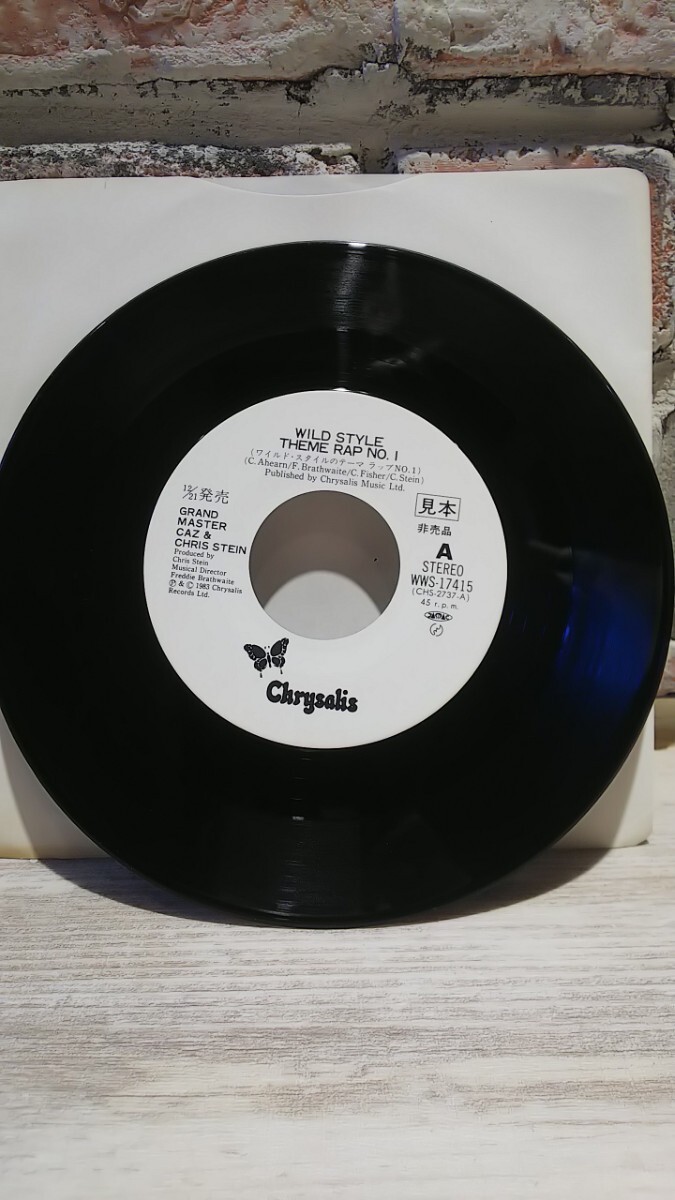 WILD STYLE
THEME RAP NO. 1
(ワイルド・スタイルのテーマ ラップNO.1)
(C. Ahearn/F. Brathwaite/C. Fisher/C. Stein)
Published by Chrysalis Music Ltd.
12/21発売
GRAND
MASTER
CAZ &
CHRIS STEIN
Produced by
Chris Stein
Musical Director
Freddie Brathwaite
Ⓟ & © 1983 Chrysalis
Records Ltd.
見本
非売品
A
STEREO
WWS-17415
(CHS-2737-A)
45 r.p.m.
Chrysalis